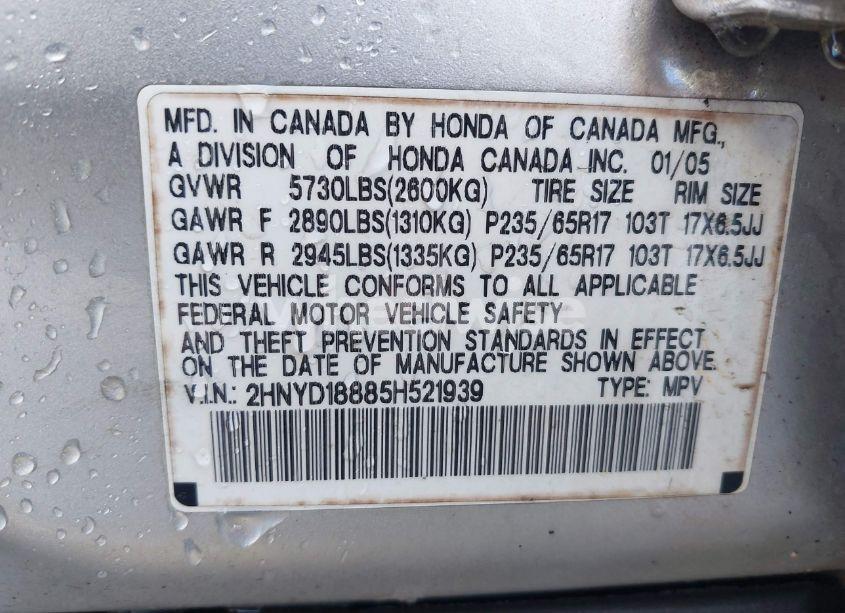 MFD. IN CANADA BY HONDA OF CANADA MFG.,
A DIVISION OF HONDA CANADA INC. 01/05
GVWR 5730LBS(2600KG) TIRE SIZE RIM SIZE
GAWR F 2890LBS(1310KG) P235/65R17 103T 17X6.5JJ
GAWR R 2945LBS(1335KG) P235/65R17 103T 17X6.5JJ
THIS VEHICLE CONFORMS TO ALL APPLICABLE
FEDERAL MOTOR VEHICLE SAFETY
AND THEFT PREVENTION STANDARDS IN EFFECT
ON THE DATE OF MANUFACTURE SHOWN ABOVE.
V.I.N.: 2HNYD18885H521939 TYPE: MPV